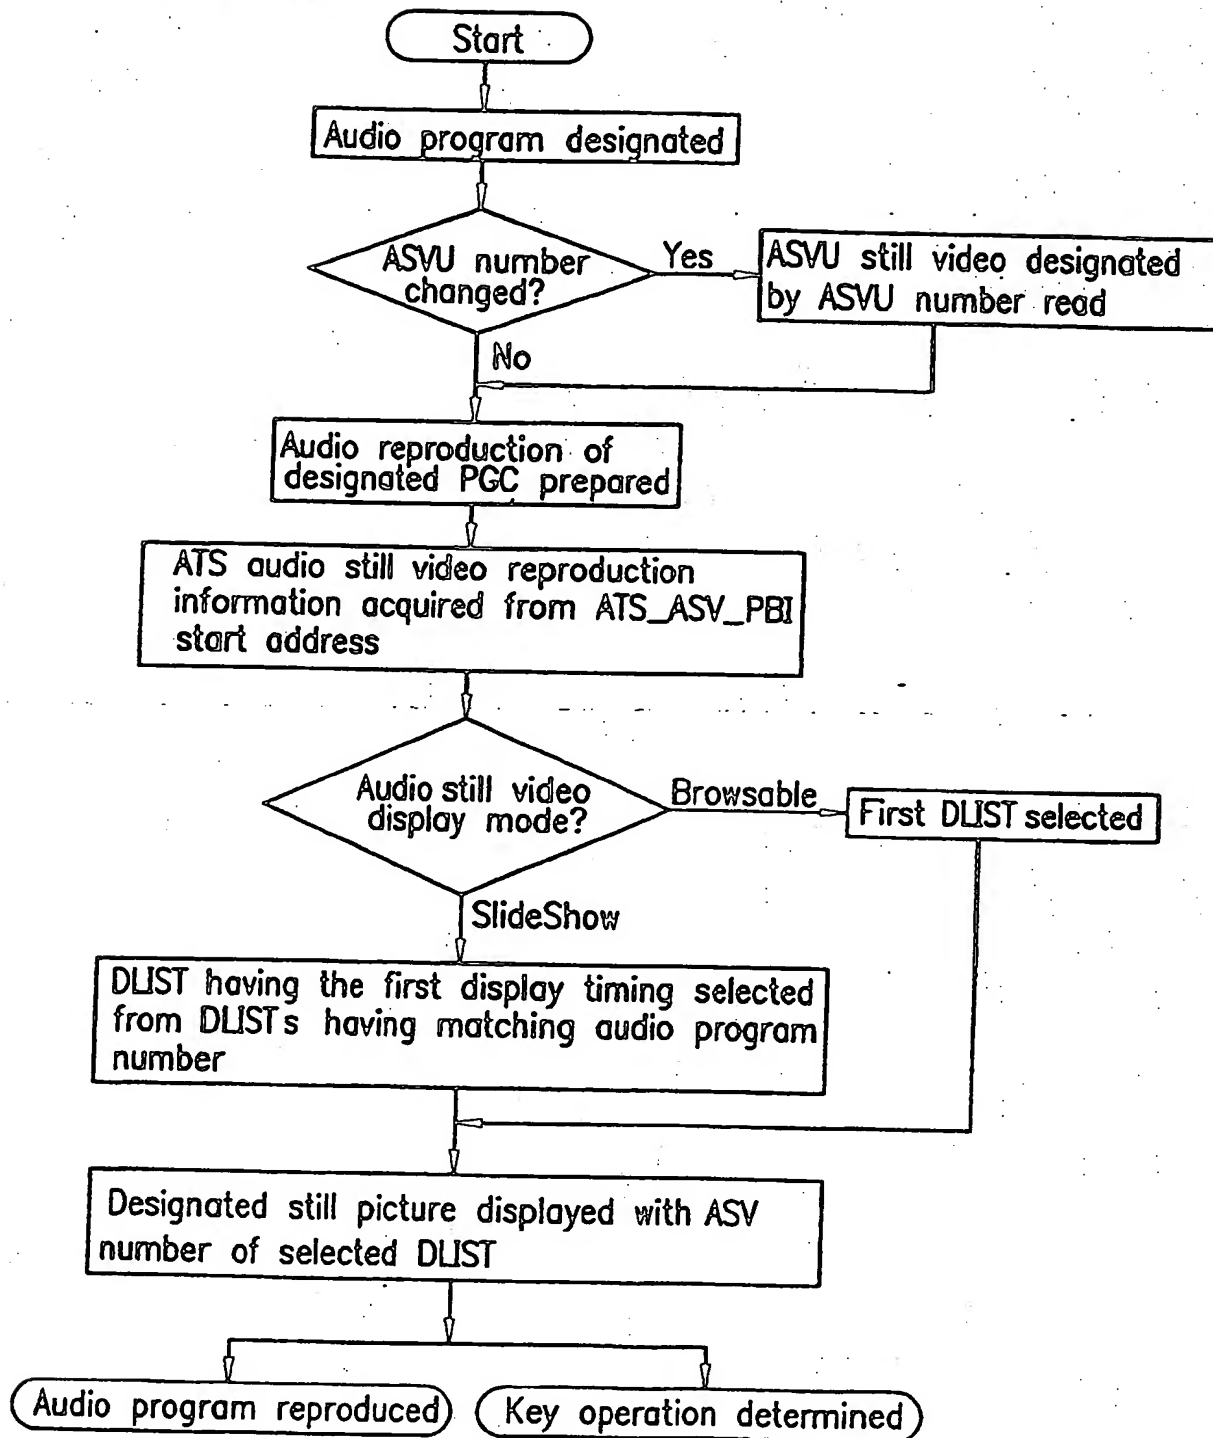 Start
Audio program designated
ASVU number
changed?
Yes
ASVU still video designated
by ASVU number read
No
Audio reproduction of
designated PGC prepared
ATS audio still video reproduction
information acquired from ATS_ASV_PBI
start address
Audio still video
display mode?
Browsable
First DLIST selected
SlideShow
DLIST having the first display timing selected
from DLISTs having matching audio program
number
Designated still picture displayed with ASV
number of selected DLIST
Audio program reproduced
Key operation determined